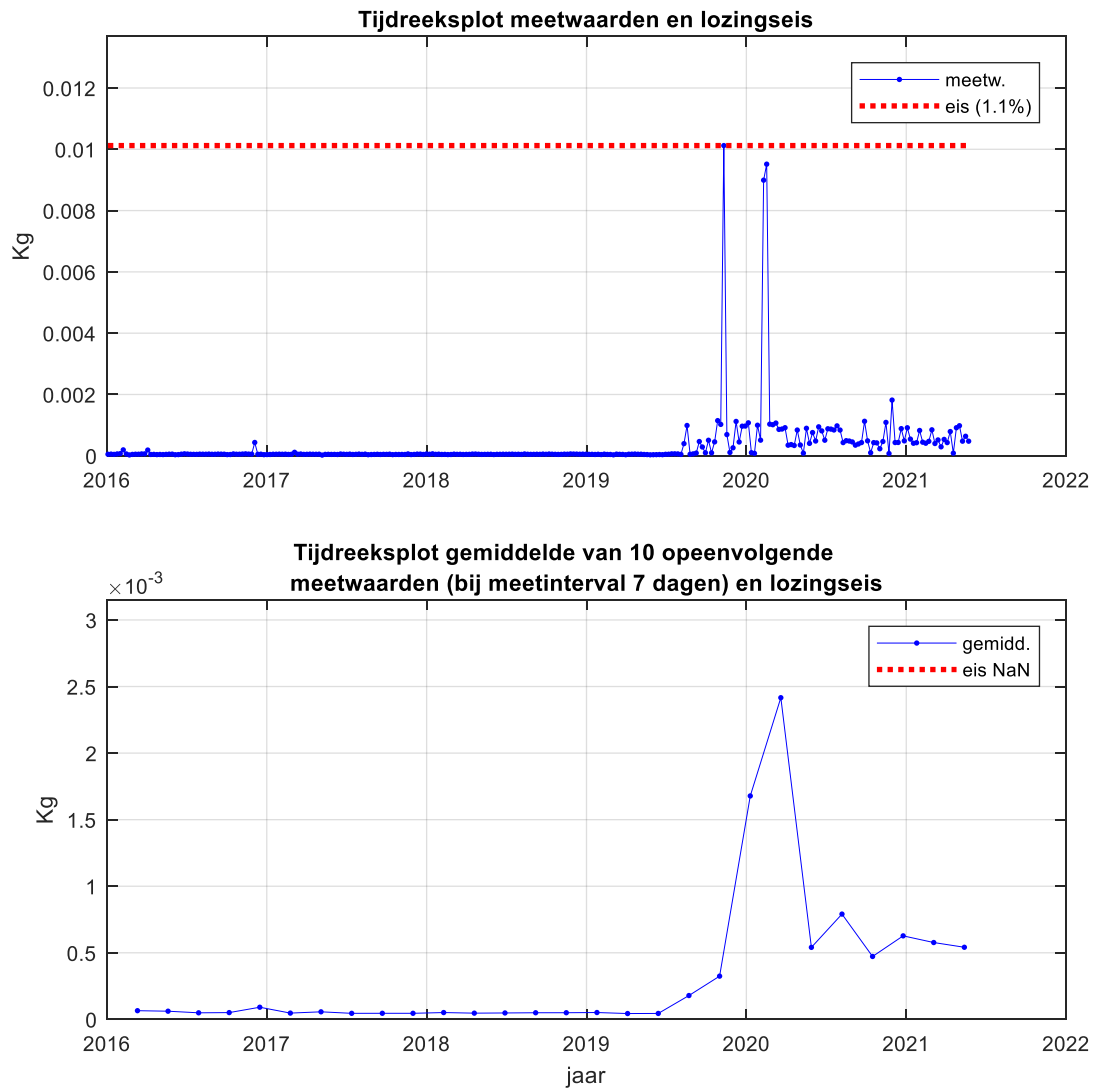 Tijdreeksplot meetwaarden en lozingseis
0.012
0.01
0.008
0.006
0.004
0.002
0
Kg
meetw.
eis (1.1%)
2016 2017 2018 2019 2020 2021 2022
Tijdreeksplot gemiddelde van 10 opeenvolgende
meetwaarden (bij meetinterval 7 dagen) en lozingseis
×10-3
3
2.5
2
1.5
1
0.5
0
Kg
gemidd.
eis NaN
2016 2017 2018 2019 2020 2021 2022
jaar